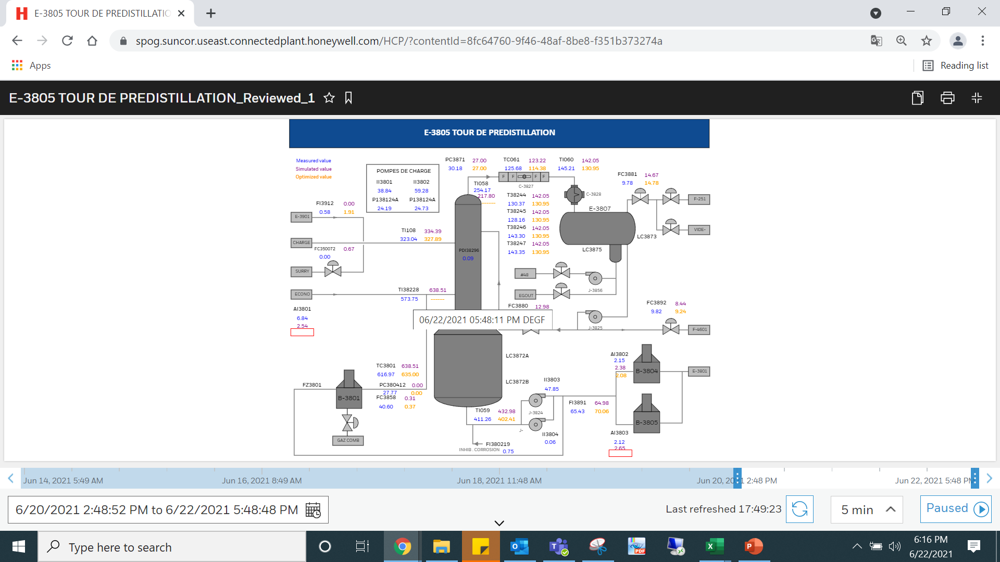 E-3805 TOUR DE PREDISTILLATIO
spog.suncor.useast.connectedplant.honeywell.com/HCP/?contentId=8fc64760-9f46-48af-8be8-f351b373274a
Apps
Reading list
E-3805 TOUR DE PREDISTILLATION_Reviewed_1
E-3805 TOUR DE PREDISTILLATION
Measured value
Simulated value
Optimized value
POMPES DE CHARGE
II3801 II3802
38.84 59.28
P138124A P138124A
24.19 24.73
PC3871 27.00
30.18 27.00
TC061 123.22
125.68 114.38
TI060 142.05
145.21 130.95
F F F F
C-3827
TI058
254.17
217.80
------
C-3828
FC3881 14.67
9.78 14.78
F-251
VIDE-
E-3807
LC3873
LC3875
T38244 142.05
130.37 130.95
T38245 142.05
128.16 130.95
T38246 142.05
143.30 130.95
T38247 142.05
143.35 130.95
FI3912 0.00
0.58 1.91
E-3901
CHARGE
TI108 334.39
323.04 327.89
FC350072 0.67
0.00
SURRY
PDI38296
0.09
#48
EGOUT
J-3856
TI38228 638.51
573.75 ------
ECONO
AI3801
6.84
2.54
FC3880 12.98
06/22/2021 05:48:11 PM DEGF
J-3825
FC3892 8.44
9.82 9.24
F-4601
LC3872A
LC3872B
AI3802
2.15
2.38
2.08
B-3804
E-3801
TC3801 638.51
616.97 635.00
FZ3801
PC380412 0.00
27.77 0.00
FC3858 0.31
40.60 0.37
B-3801
GAZ COMB
II3803
47.85
J-3824
FI3891 64.98
65.43 70.06
B-3805
TI059 432.98
411.26 402.41
J-
II3804
0.06
AI3803
2.12
2.65
FI380219
INHIB . CORROSION 0.75
Jun 14, 2021 5:49 AM Jun 16, 2021 8:49 AM Jun 18, 2021 11:48 AM Jun 20, 20 1 2:48 PM Jun 22, 2021 5:48 PM
6/20/2021 2:48:52 PM to 6/22/2021 5:48:48 PM
Last refreshed 17:49:23
5 min
Paused
Type here to search
6:16 PM
6/22/2021